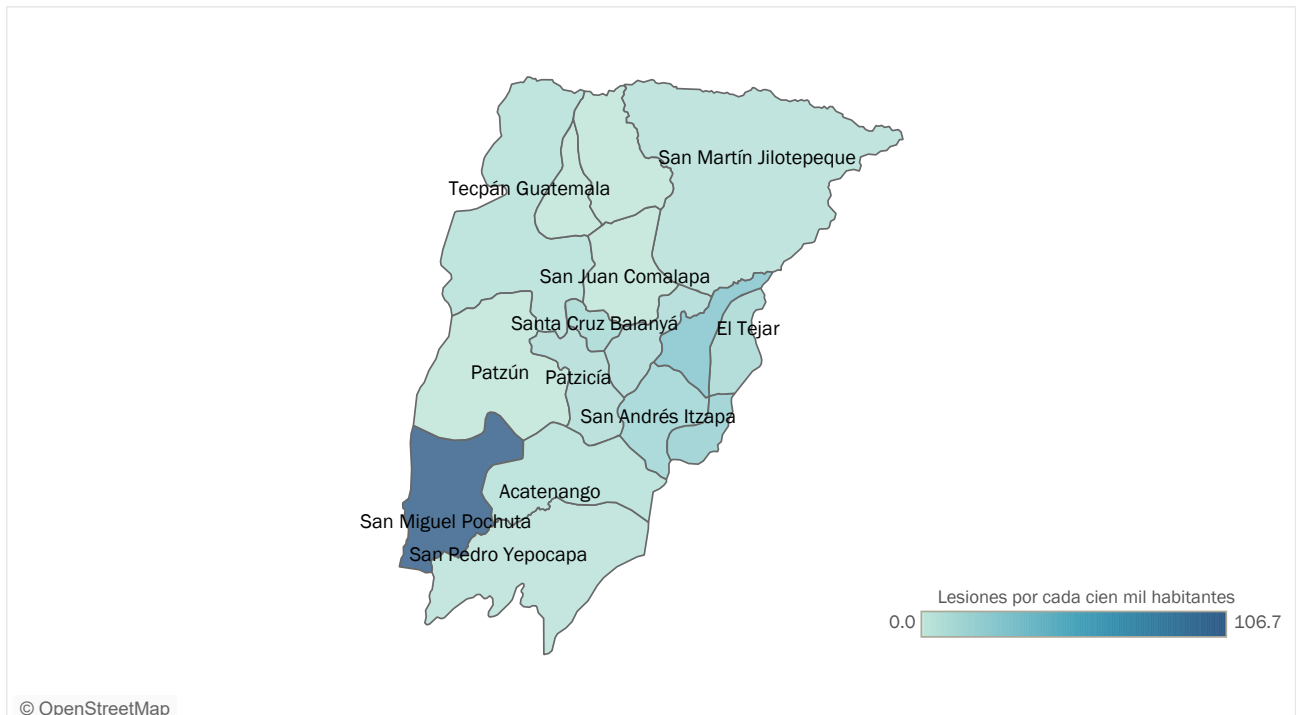 San Martín Jilotepeque
Tecpán Guatemala
San Juan Comalapa
Santa Cruz Balanyá
El Tejar
Patzún
Patzicía
San Andrés Itzapa
Acatenango
San Miguel Pochuta
San Pedro Yepocapa
Lesiones por cada cien mil habitantes
0.0
106.7
© OpenStreetMap